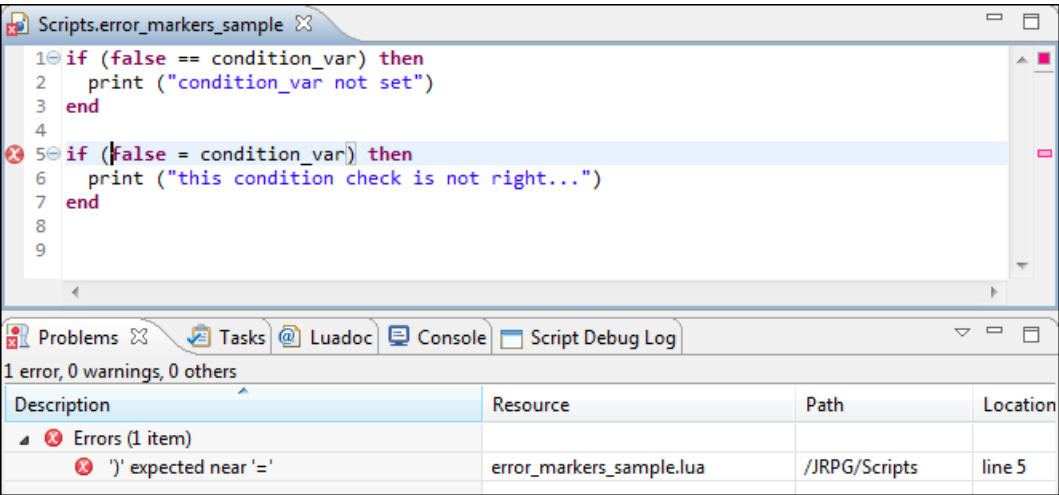 Scripts.error_markers_sample
1 if (false == condition_var) then
2 print ("condition_var not set")
3 end
4
5 if (false = condition_var) then
6 print ("this condition check is not right...")
7 end
8
9
Problems Tasks @ Luadoc Console Script Debug Log
1 error, 0 warnings, 0 others
Description Resource Path Location
Errors (1 item)
')' expected near '=' error_markers_sample.lua /JRPG/Scripts line 5